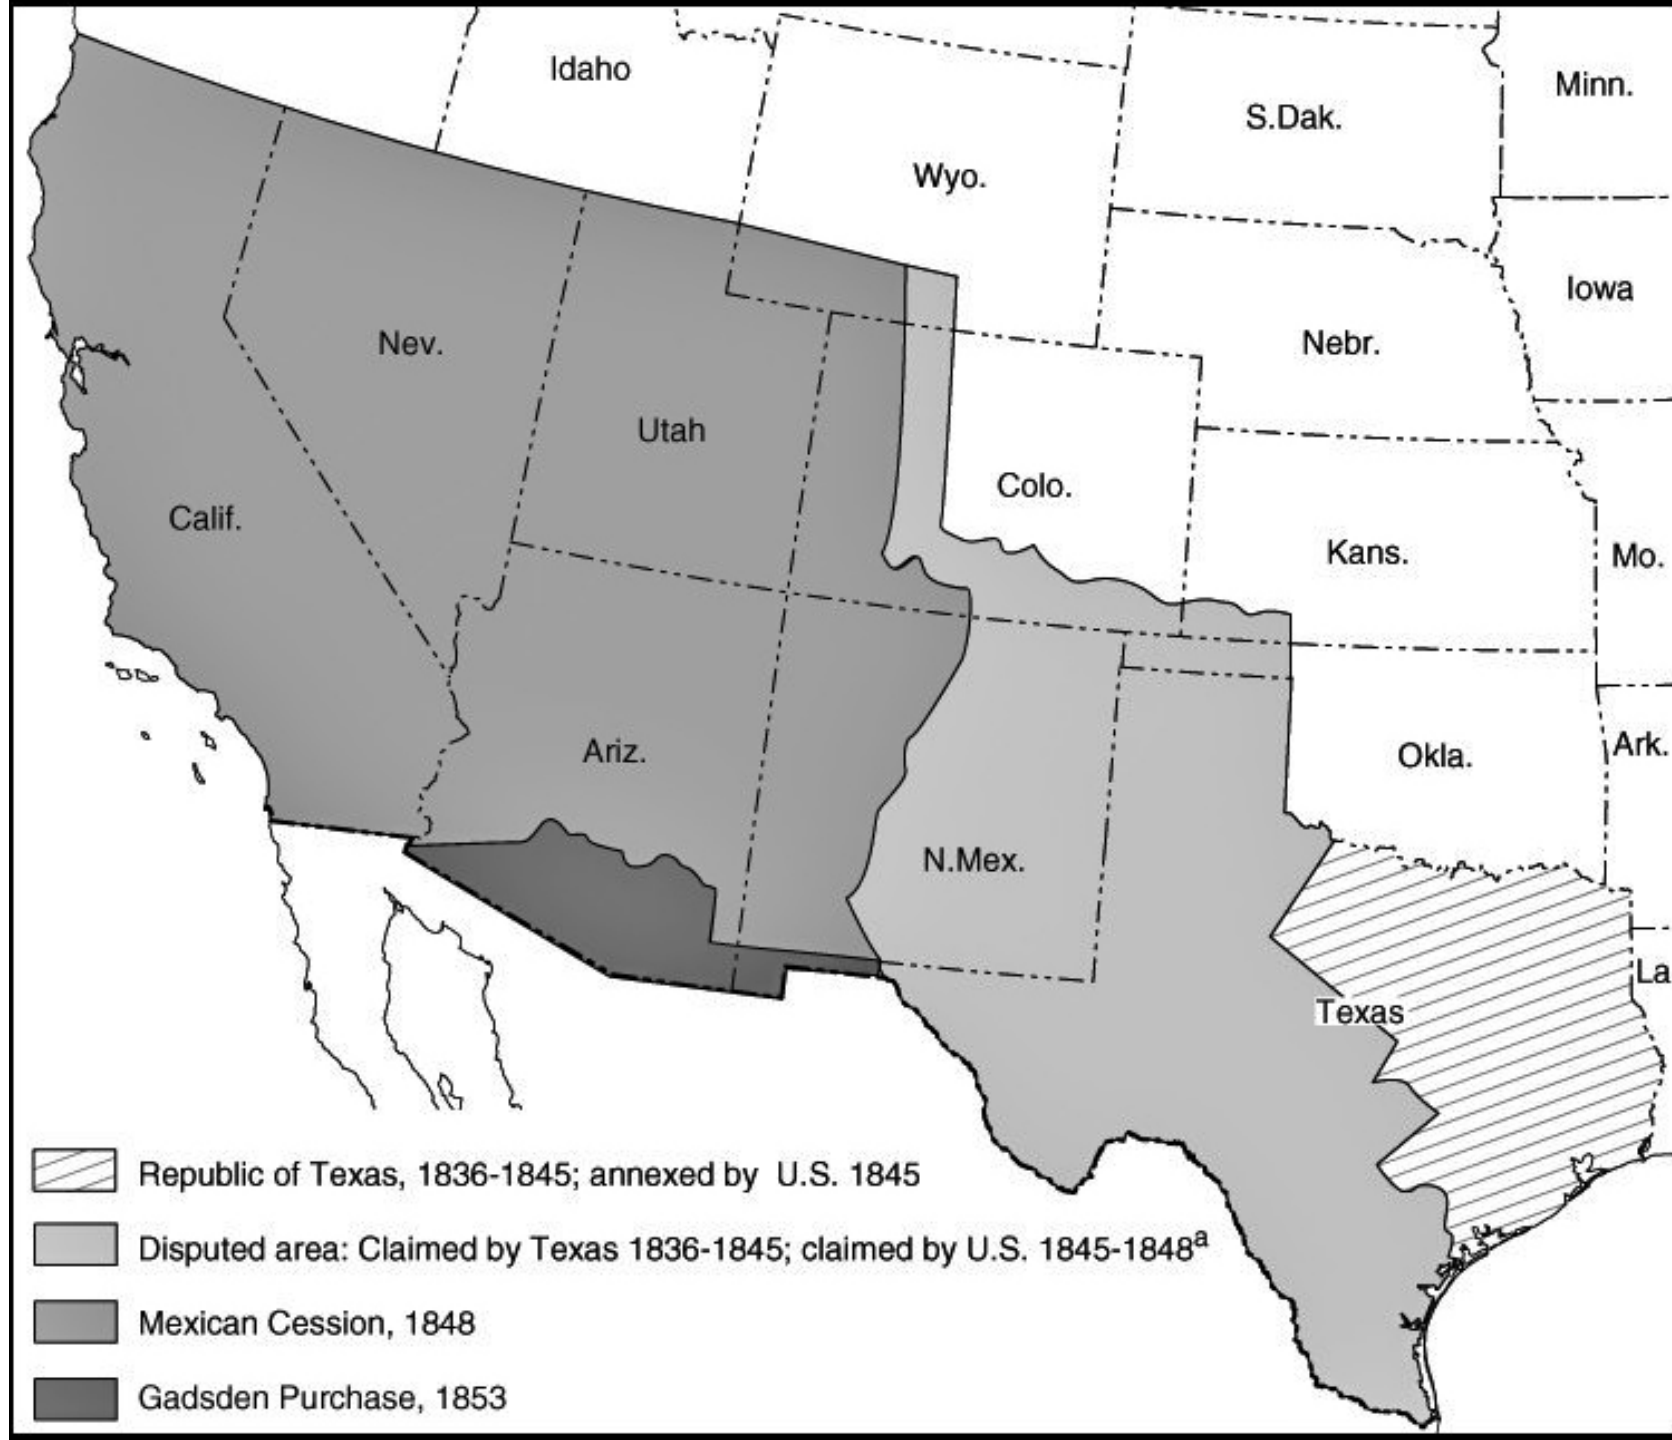 Idaho
Minn.
S.Dak.
Wyo.
Iowa
Nev.
Nebr.
Utah
Colo.
Calif.
Kans.
Mo.
Ariz.
Okla.
Ark.
N.Mex.
La
Texas
Republic of Texas, 1836-1845; annexed by U.S. 1845
Disputed area: Claimed by Texas 1836-1845; claimed by U.S. 1845-1848a
Mexican Cession, 1848
Gadsden Purchase, 1853